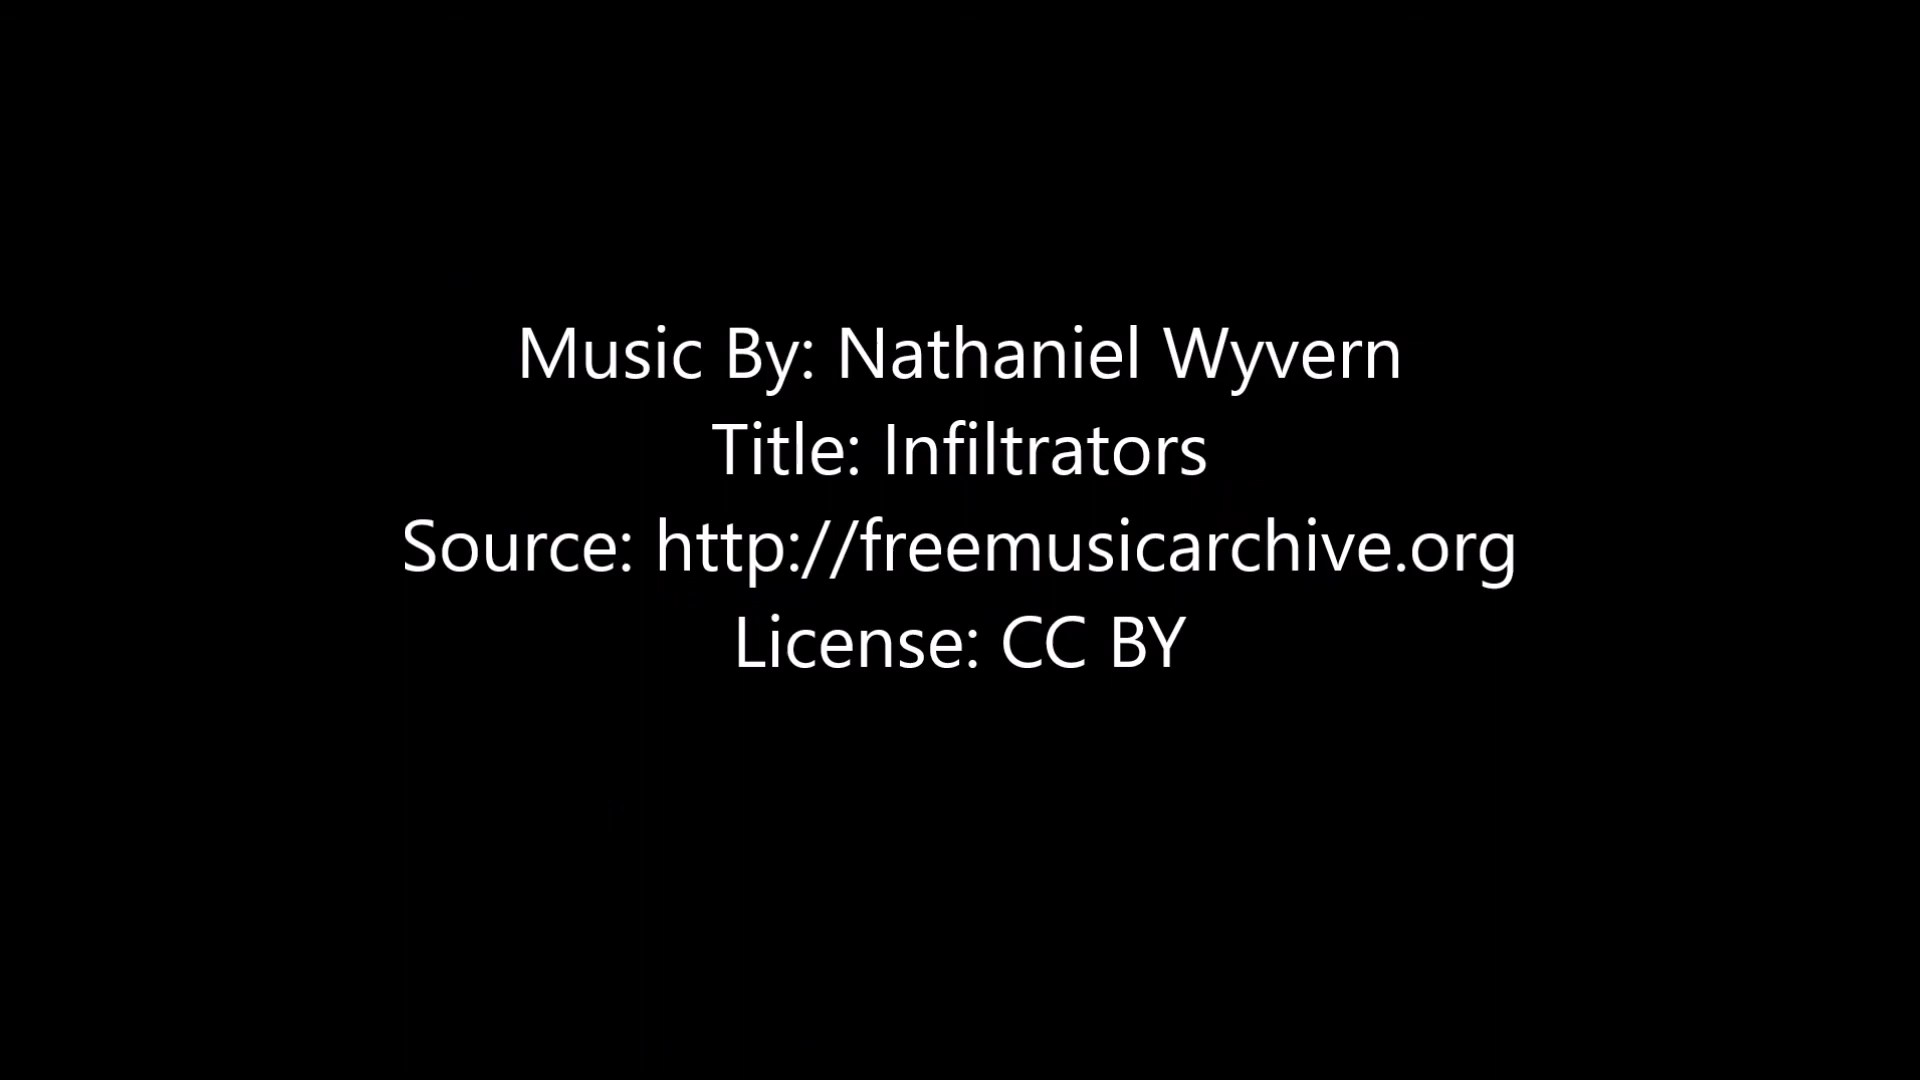 Music By: Nathaniel Wyvern
Title: Infiltrators
Source: http://freemusicarchive.org
License: CC BY